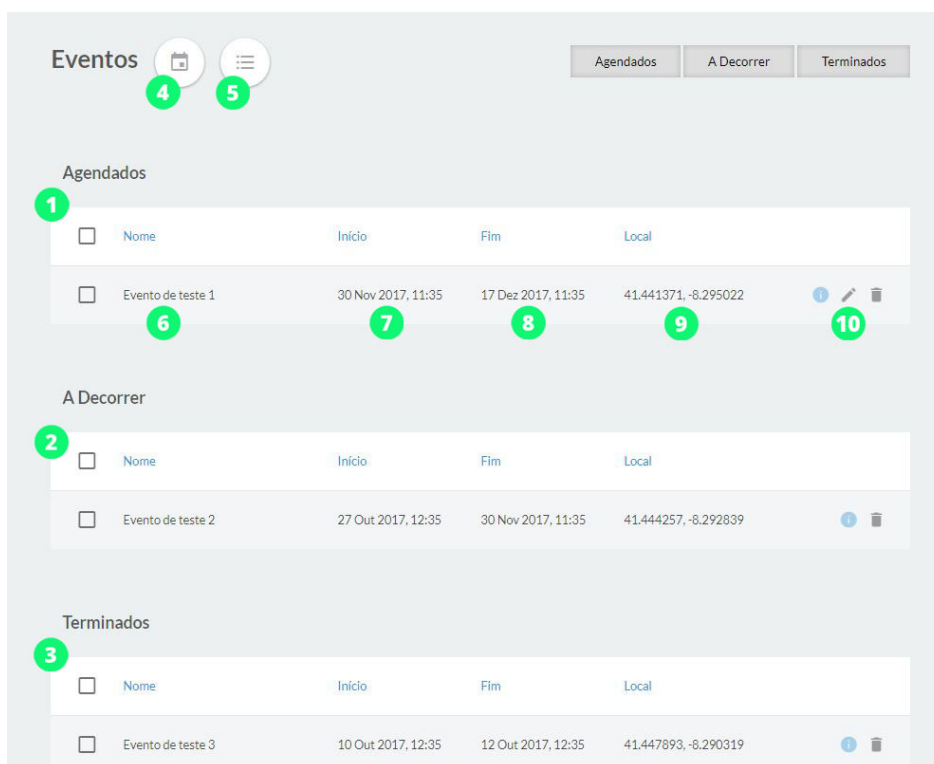 Eventos
4
5
Agendados A Decorrer Terminados
Agendados
1
Nome Início Fim Local
Evento de teste 1 30 Nov 2017, 11:35 17 Dez 2017, 11:35 41.441371, -8.295022
6 7 8 9 10
A Decorrer
2
Nome Início Fim Local
Evento de teste 2 27 Out 2017, 12:35 30 Nov 2017, 11:35 41.444257, -8.292839
Terminados
3
Nome Início Fim Local
Evento de teste 3 10 Out 2017, 12:35 12 Out 2017, 12:35 41.447893, -8.290319